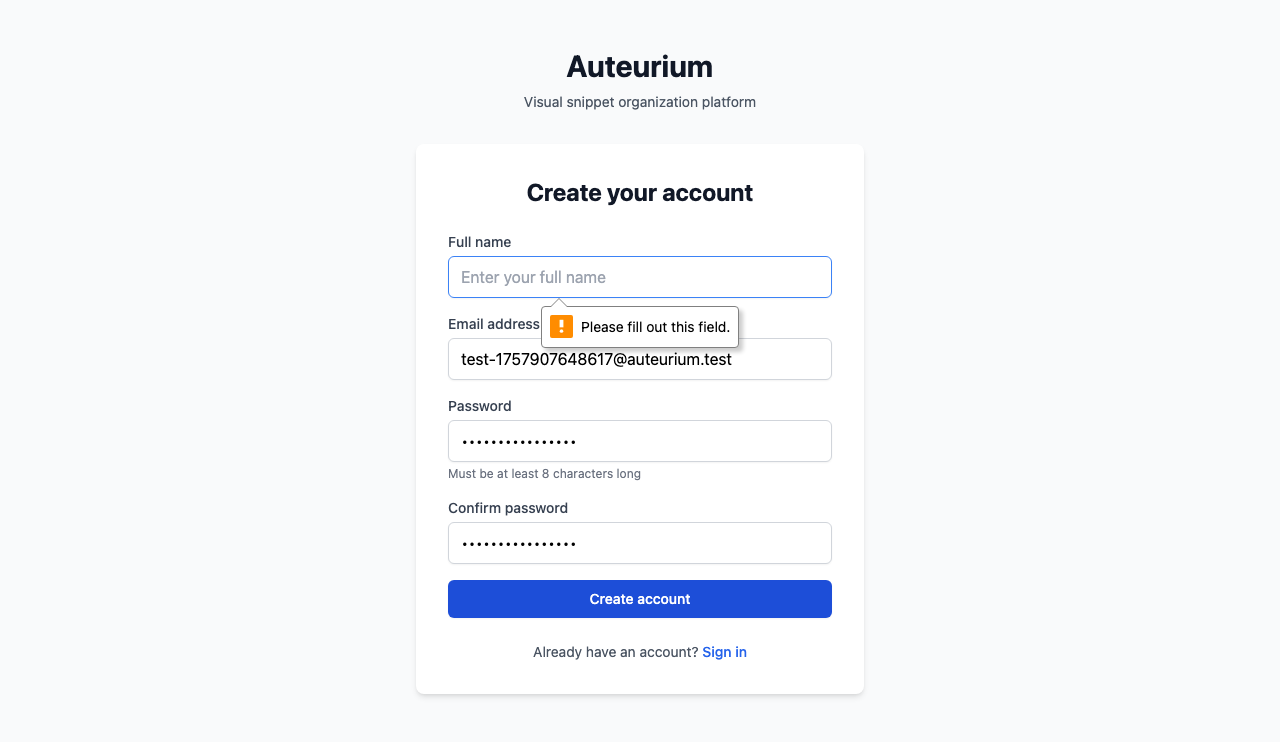 Auteurium
Visual snippet organization platform
Create your account
Full name
Enter your full name
Please fill out this field.
Email address
test-1757907648617@auteurium.test
Password
••••••••••••••••
Must be at least 8 characters long
Confirm password
••••••••••••••••
Create account
Already have an account? Sign in